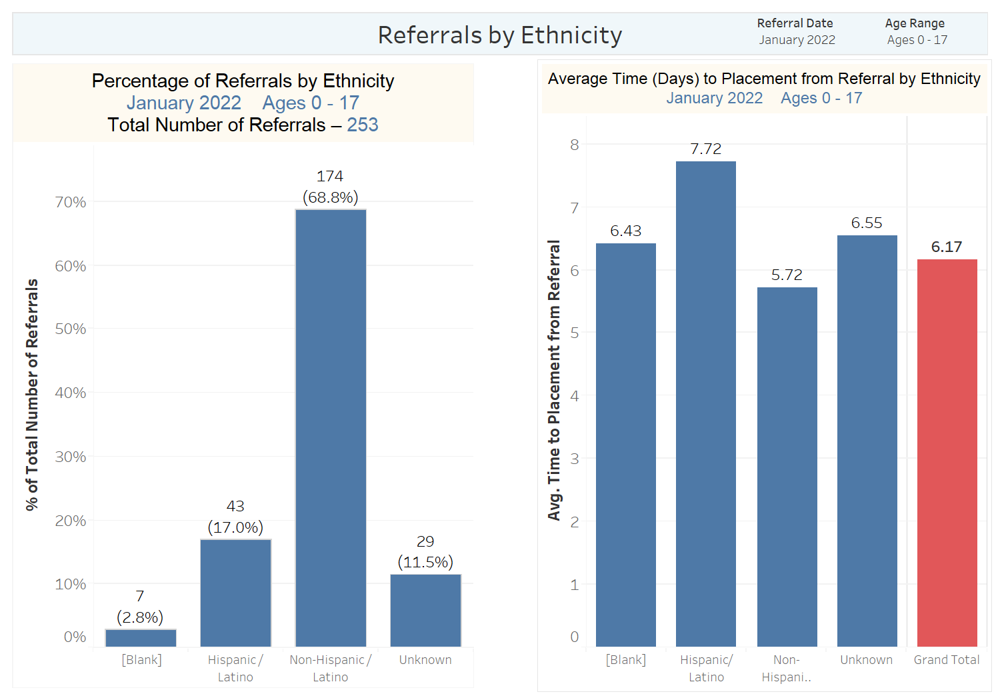 Referrals by Ethnicity
Referral Date
January 2022
Age Range
Ages 0 - 17
Percentage of Referrals by Ethnicity
January 2022 Ages 0 - 17
Total Number of Referrals – 253
% of Total Number of Referrals
70%
60%
50%
40%
30%
20%
10%
0%
7
(2.8%)
43
(17.0%)
174
(68.8%)
29
(11.5%)
[Blank]
Hispanic/
Latino
Non-Hispanic/
Latino
Unknown
Average Time (Days) to Placement from Referral by Ethnicity
January 2022 Ages 0 - 17
Avg. Time to Placement from Referral
8
7
6
5
4
3
2
1
0
6.43
7.72
5.72
6.55
6.17
[Blank]
Hispanic/
Latino
Non-
Hispani..
Unknown
Grand Total